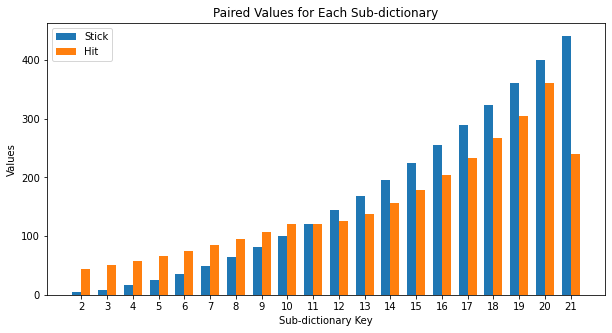 Paired Values for Each Sub-dictionary
Stick
Hit
400
300
200
100
0
Values
2 3 4 5 6 7 8 9 10 11 12 13 14 15 16 17 18 19 20 21
Sub-dictionary Key